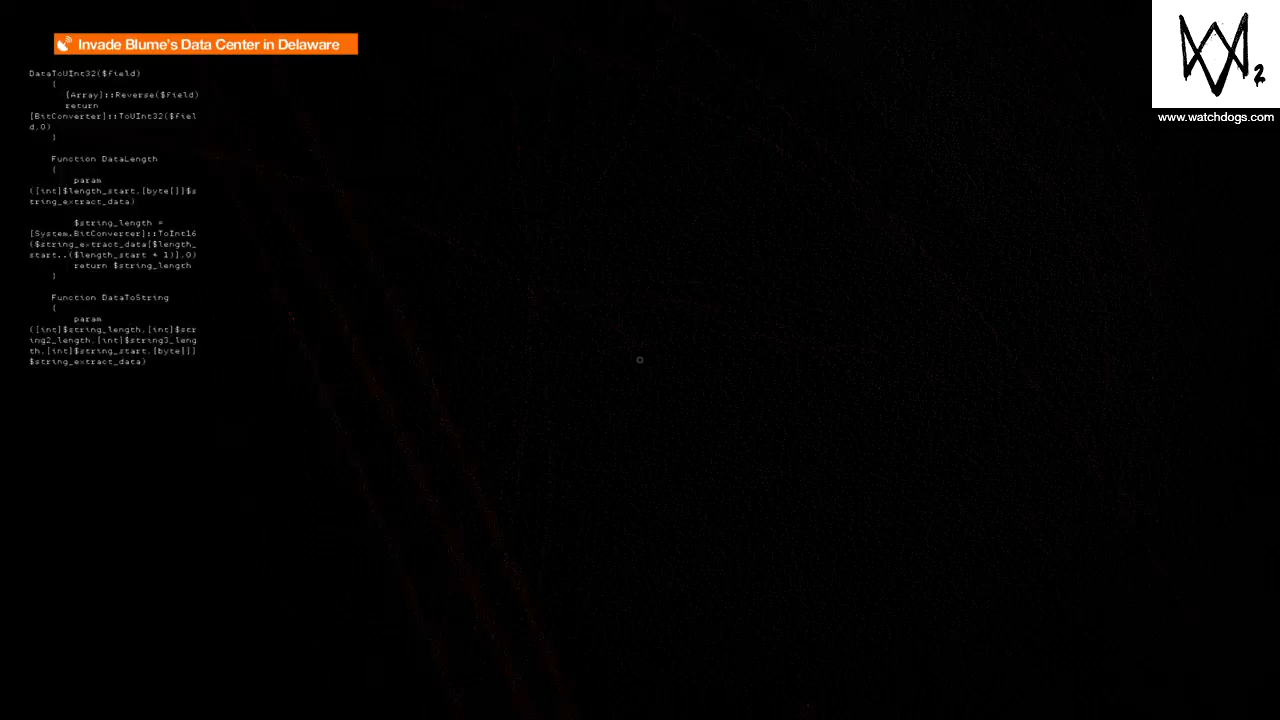 Invade Blume's Data Center in Delaware
DataToUInt32($field)
{
[Array]::Reverse($field)
return
[BitConverter]::ToUInt32($fiel
d,0)
}
Function DataLength
{
param
([int]$length_start,[byte[]]$s
tring_extract_data)
$string_length =
[System.BitConverter]::ToInt16
($string_extract_data[$length_
start..($length_start + 1)],0)
return $string_length
}
Function DataToString
{
param
([int]$string_length,[int]$str
ing2_length,[int]$string3_leng
th,[int]$string_start,[byte[]]
$string_extract_data)
2
www.watchdogs.com